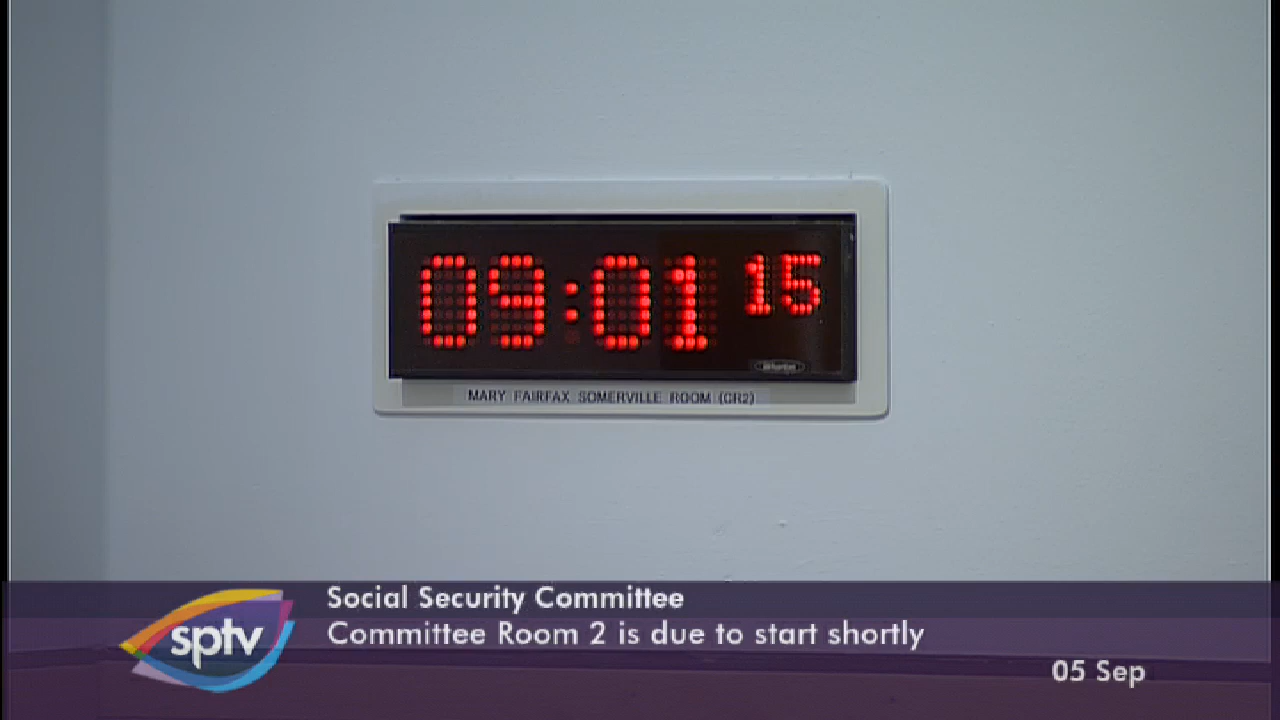 09:01 15
MARY FAIRFAX SOMERVILLE ROOM (CR2)
Social Security Committee
sptv
Committee Room 2 is due to start shortly
05 Sep